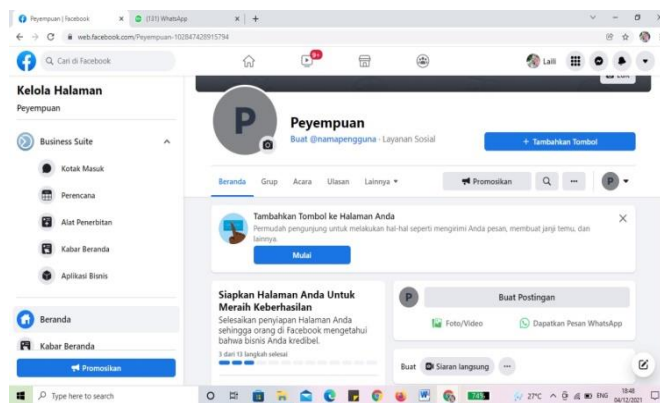 Peyempuan | Facebook
(131) WhatsApp
web.facebook.com/Peyempuan-102847428915794
Cari di Facebook
Laili
Kelola Halaman
Peyempuan
Business Suite
Kotak Masuk
Perencana
Alat Penerbitan
Kabar Beranda
Aplikasi Bisnis
Beranda
Kabar Beranda
Promosikan
P
Peyempuan
Buat @namapengguna · Layanan Sosial
+ Tambahkan Tombol
Beranda Grup Acara Ulasan Lainnya
Promosikan
P
Tambahkan Tombol ke Halaman Anda
Permudah pengunjung untuk melakukan hal-hal seperti mengirimi Anda pesan, membuat janji temu, dan
lainnya.
Mulai
Siapkan Halaman Anda Untuk
Meraih Keberhasilan
Selesaikan penyiapan Halaman Anda
sehingga orang di Facebook mengetahui
bahwa bisnis Anda kredibel.
3 dari 13 langkah selesai
P
Buat Postingan
Foto/Video
Dapatkan Pesan WhatsApp
Buat
Siaran langsung
Type here to search
74%
27°C
ENG
18:48
04/12/2021